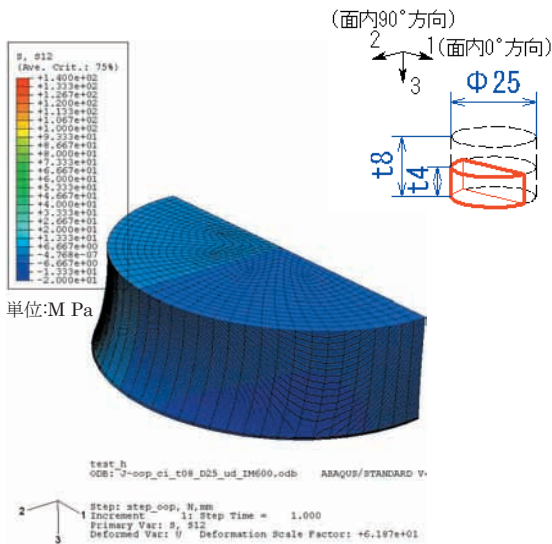 (面内90°方向)
2
1(面内0°方向)
3
Φ25
t8
t4
S, S12
(Ave. Crit.: 75%)
+1.400e+02
+1.333e+02
+1.267e+02
+1.200e+02
+1.133e+02
+1.067e+02
+1.000e+02
+9.333e+01
+8.667e+01
+8.000e+01
+7.333e+01
+6.667e+01
+6.000e+01
+5.333e+01
+4.667e+01
+4.000e+01
+3.333e+01
+2.667e+01
+2.000e+01
+1.333e+01
+6.667e+00
-4.768e-07
-6.667e+00
-1.333e+01
-2.000e+01
単位:M Pa
test_h
ODB: J-oop_ci_t08_D25_ud_IM600.odb ABAQUS/STANDARD V
Step: step_oop, N,mm
Increment 1: Step Time = 1.000
Primary Var: S, S12
Deformed Var: U Deformation Scale Factor: +6.187e+01
2
1
3